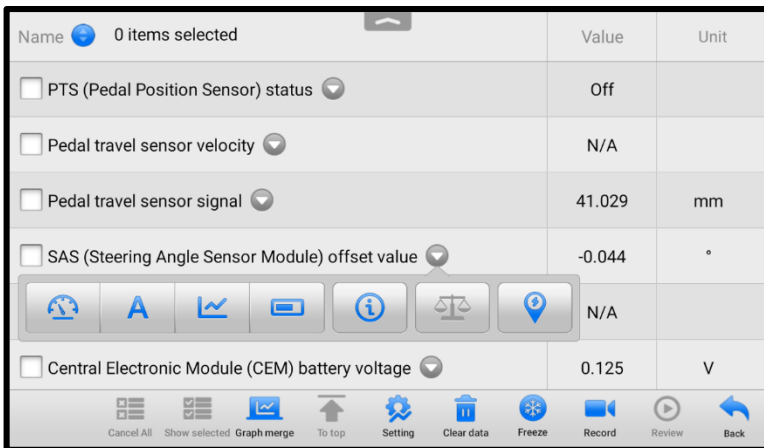 Name 0 items selected Value Unit
PTS (Pedal Position Sensor) status Off
Pedal travel sensor velocity N/A
Pedal travel sensor signal 41.029 mm
SAS (Steering Angle Sensor Module) offset value -0.044 °
A N/A
Central Electronic Module (CEM) battery voltage 0.125 V
Cancel All Show selected Graph merge To top Setting Clear data Freeze Record Review Back